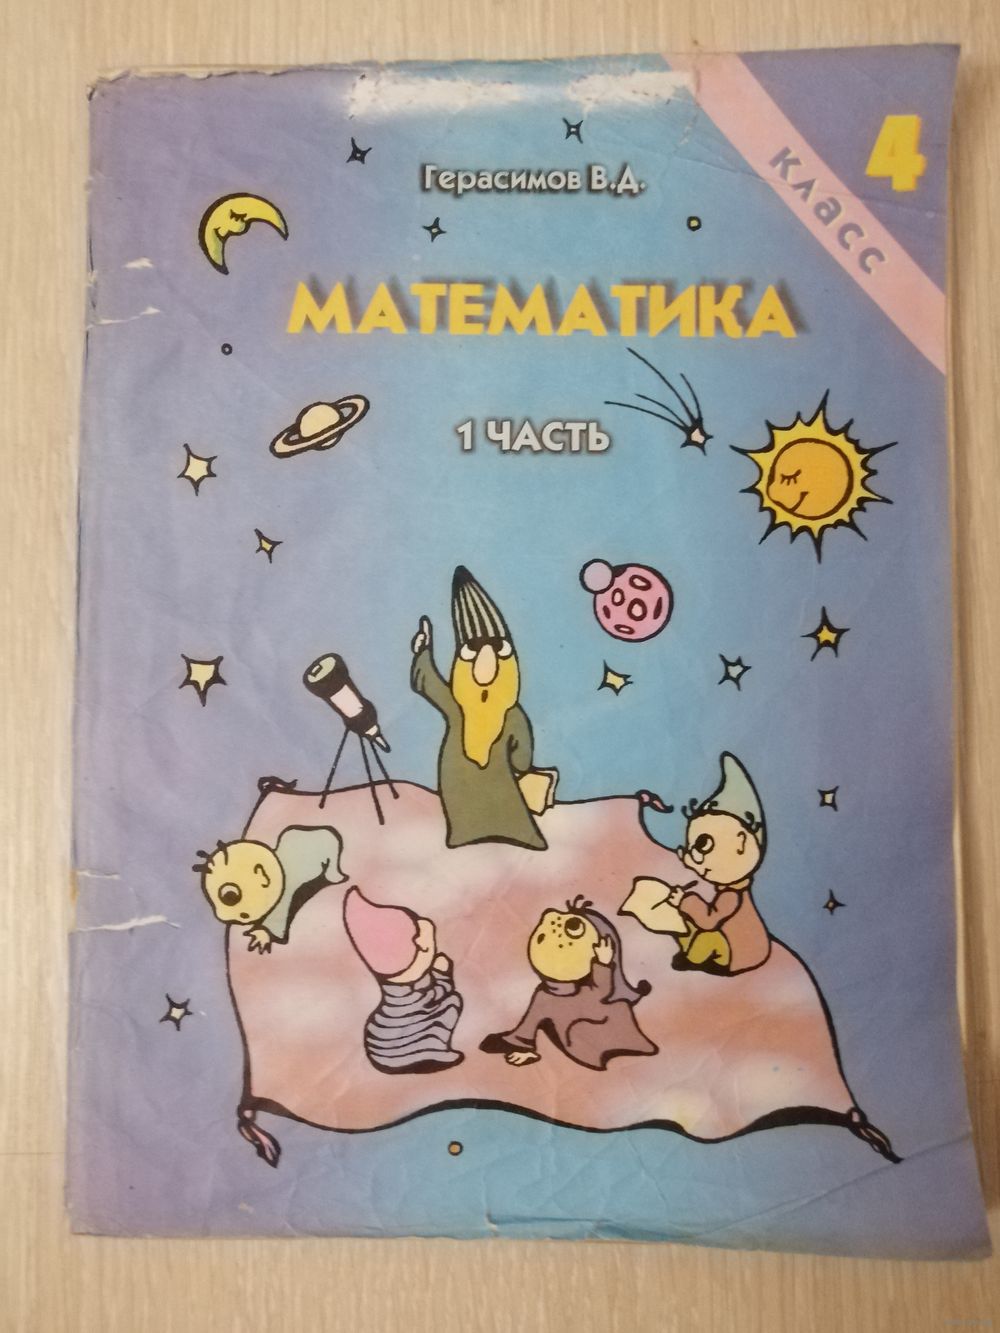 4
класс
Герасимов В.Д.
МАТЕМАТИКА
1 ЧАСТЬ